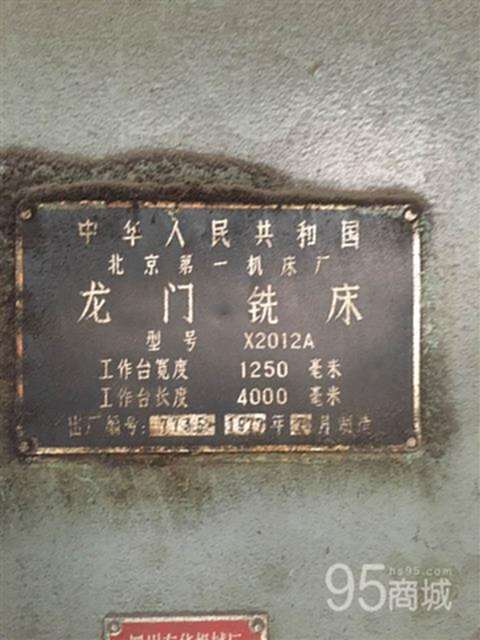 中华人民共和国
北京第一机床厂
龙门铣床
型号 X2012A
工作台宽度 1250 毫米
工作台长度 4000 毫米
出厂编号: 年 月制造
hs95.com
95商城